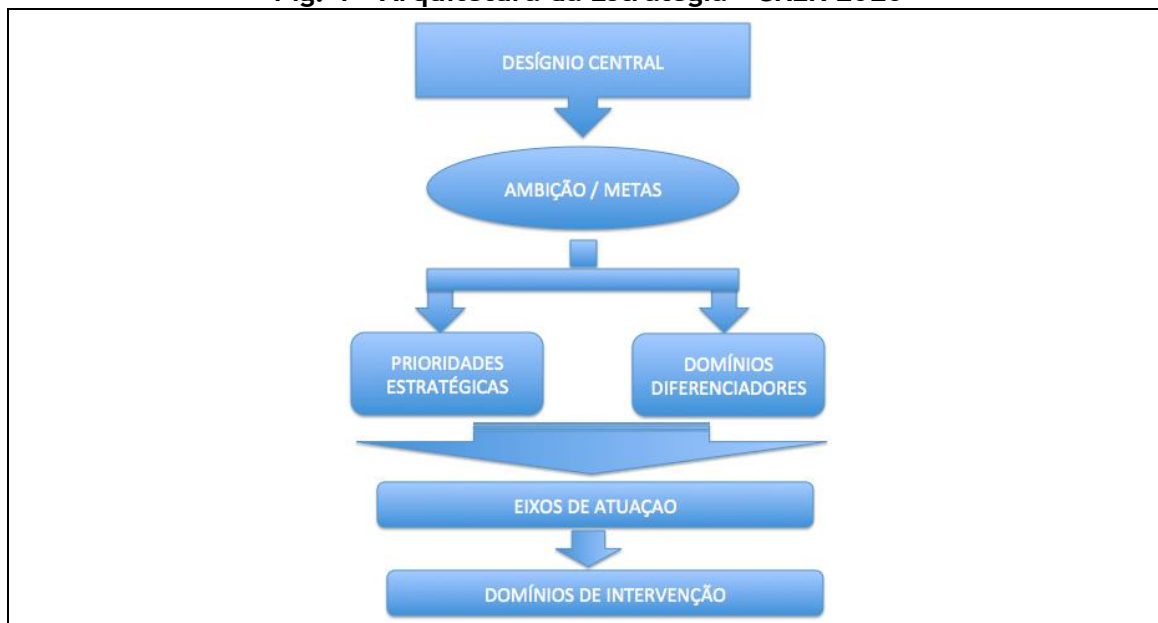 DESÍGNIO CENTRAL
AMBIÇÃO / METAS
PRIORIDADES
ESTRATÉGICAS
DOMÍNIOS
DIFERENCIADORES
EIXOS DE ATUAÇAO
DOMÍNIOS DE INTERVENÇÃO